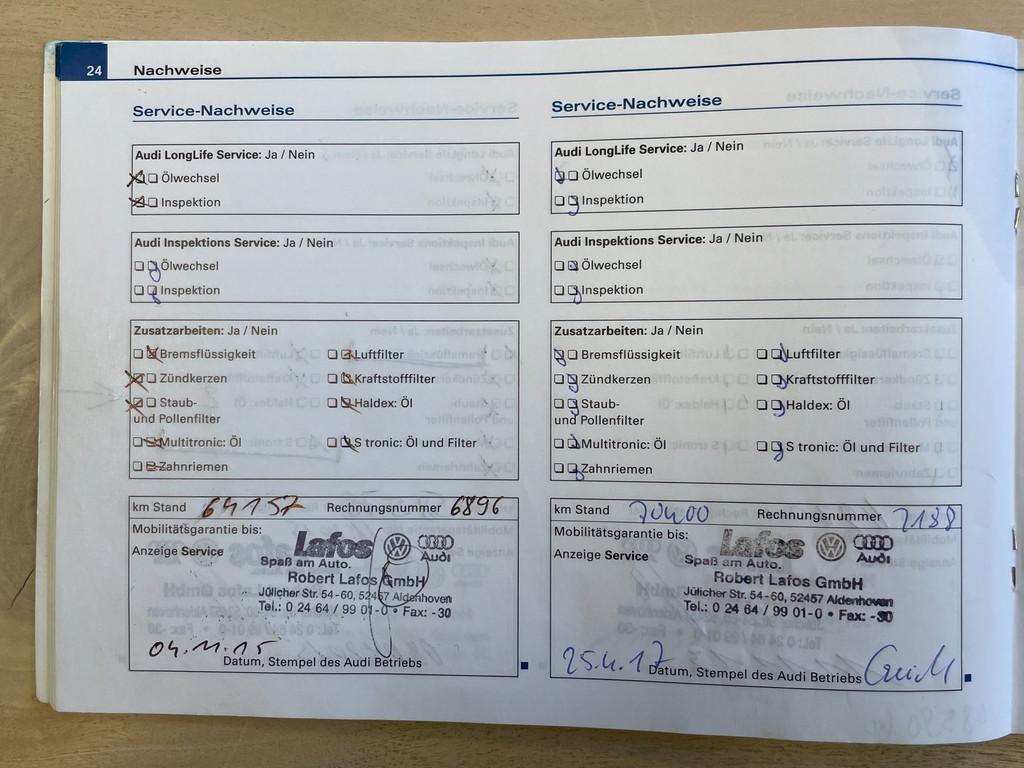 24 Nachweise
Service-Nachweise
Audi LongLife Service: Ja / Nein
Ölwechsel
Inspektion
Audi Inspektions Service: Ja / Nein
Ölwechsel
Inspektion
Zusatzarbeiten: Ja / Nein
Bremsflüssigkeit
Luftfilter
Zündkerzen
Kraftstofffilter
Staub-
und Pollenfilter
Haldex: Öl
Multitronic: Öl
S tronic: Öl und Filter
Zahnriemen
km Stand 64157 Rechnungsnummer 6896
Mobilitätsgarantie bis:
Anzeige Service
Lafos
Audi
Spaß am Auto.
Robert Lafos GmbH
Jülicher Str. 54-60, 52457 Aldenhoven
Tel.: 0 24 64 / 99 01-0 • Fax: -30
04.11.15
Datum, Stempel des Audi Betriebs
Service-Nachweise
Audi LongLife Service: Ja / Nein
Ölwechsel
Inspektion
Audi Inspektions Service: Ja / Nein
Ölwechsel
Inspektion
Zusatzarbeiten: Ja / Nein
Bremsflüssigkeit
Luftfilter
Zündkerzen
Kraftstofffilter
Staub-
und Pollenfilter
Haldex: Öl
Multitronic: Öl
S tronic: Öl und Filter
Zahnriemen
km Stand 70400 Rechnungsnummer 7188
Mobilitätsgarantie bis:
Anzeige Service
Lafos
Audi
Spaß am Auto.
Robert Lafos GmbH
Jülicher Str. 54-60, 52457 Aldenhoven
Tel.: 0 24 64 / 99 01-0 • Fax: -30
25.4.17
Datum, Stempel des Audi Betriebs